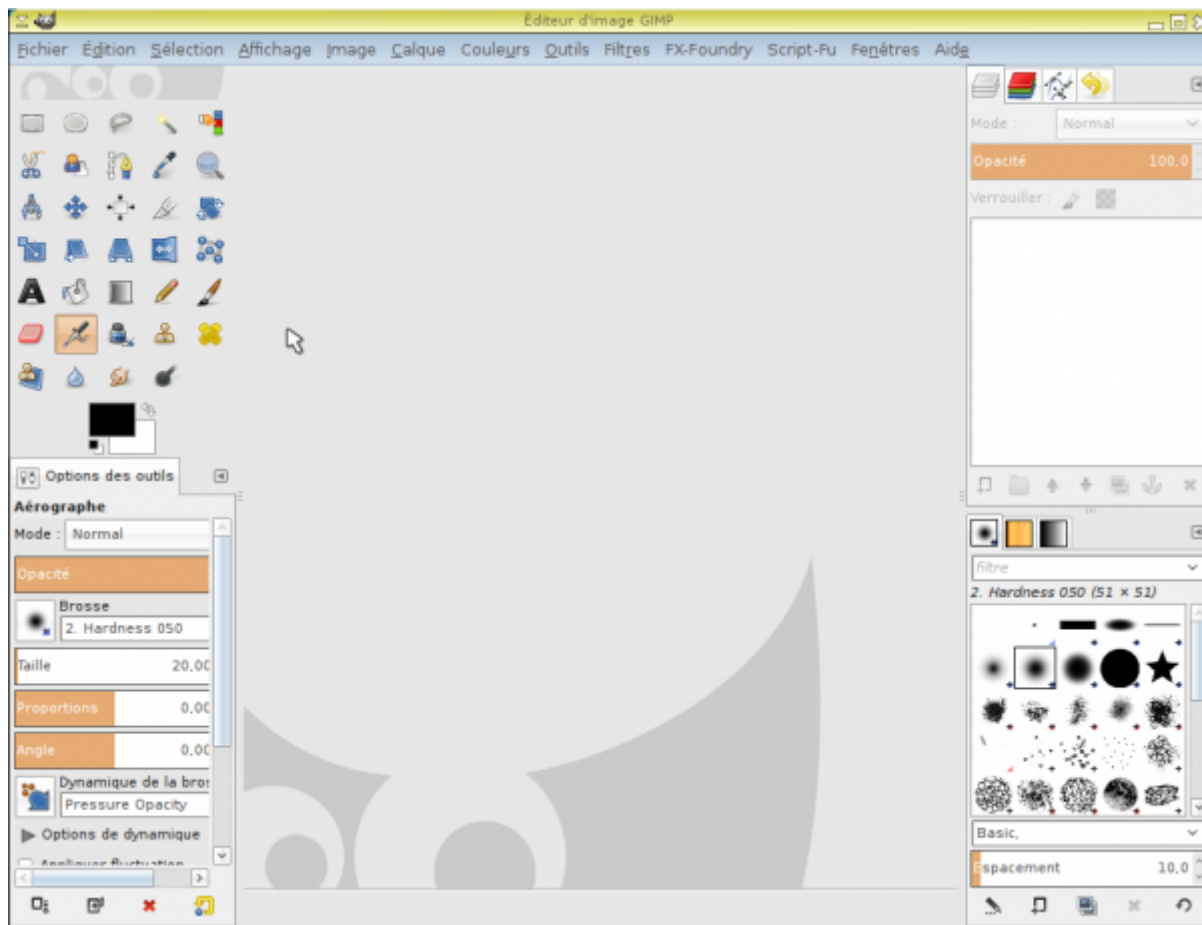 Éditeur d'image GIMP
Fichier Édition Sélection Affichage Image Calque Couleurs Outils Filtres FX-Foundry Script-Fu Fenêtres Aide
Mode : Normal
Opacité 100,0
Verrouiller :
Options des outils
Aérographe
Mode : Normal
Opacité
Brosse
2. Hardness 050
Taille 20,00
Proportions 0,00
Angle 0,00
Dynamique de la bros
Pressure Opacity
Options de dynamique
Appliquer fluctuation
filtre
2. Hardness 050 (51 × 51)
Basic,
Espacement 10,0